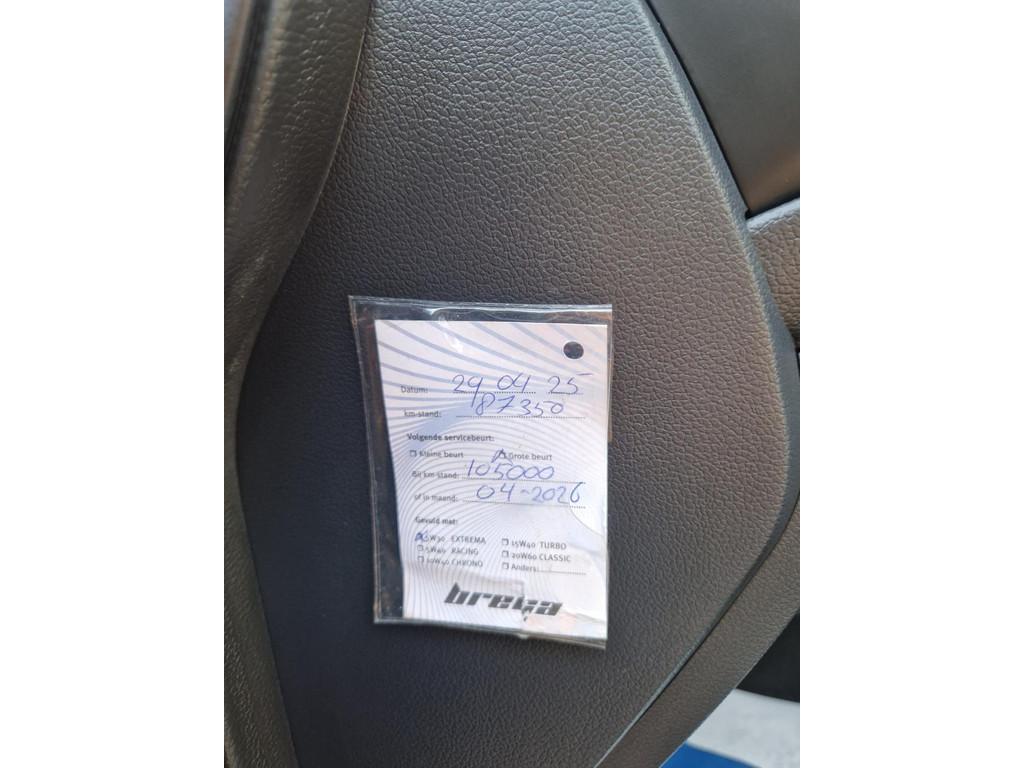 Datum: 29 04 25
km-stand: 187350
Volgende servicebeurt:
Kleine beurt Grote beurt
Bij km-stand: 105000
of in maand: 04-2026
Gevuld met:
5W30 EXTREMA 15W40 TURBO
5W40 RACING 20W60 CLASSIC
10W40 CHRONO Anders:
brega